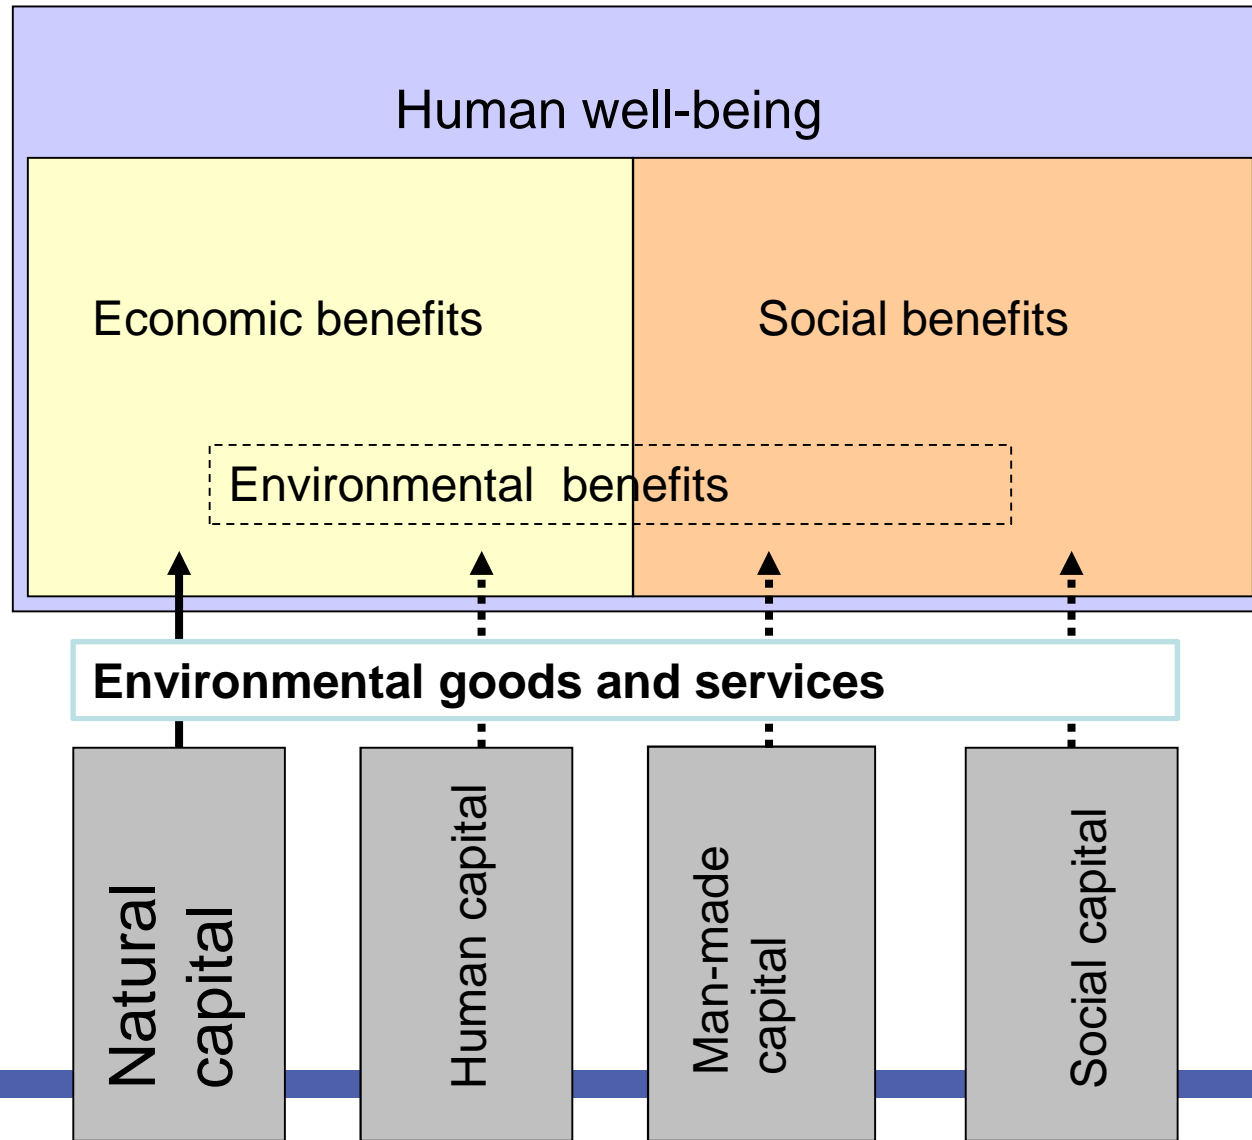 Human well-being
Economic benefits
Social benefits
Environmental benefits
Environmental goods and services
Natural
capital
Human capital
Man-made
capital
Social capital